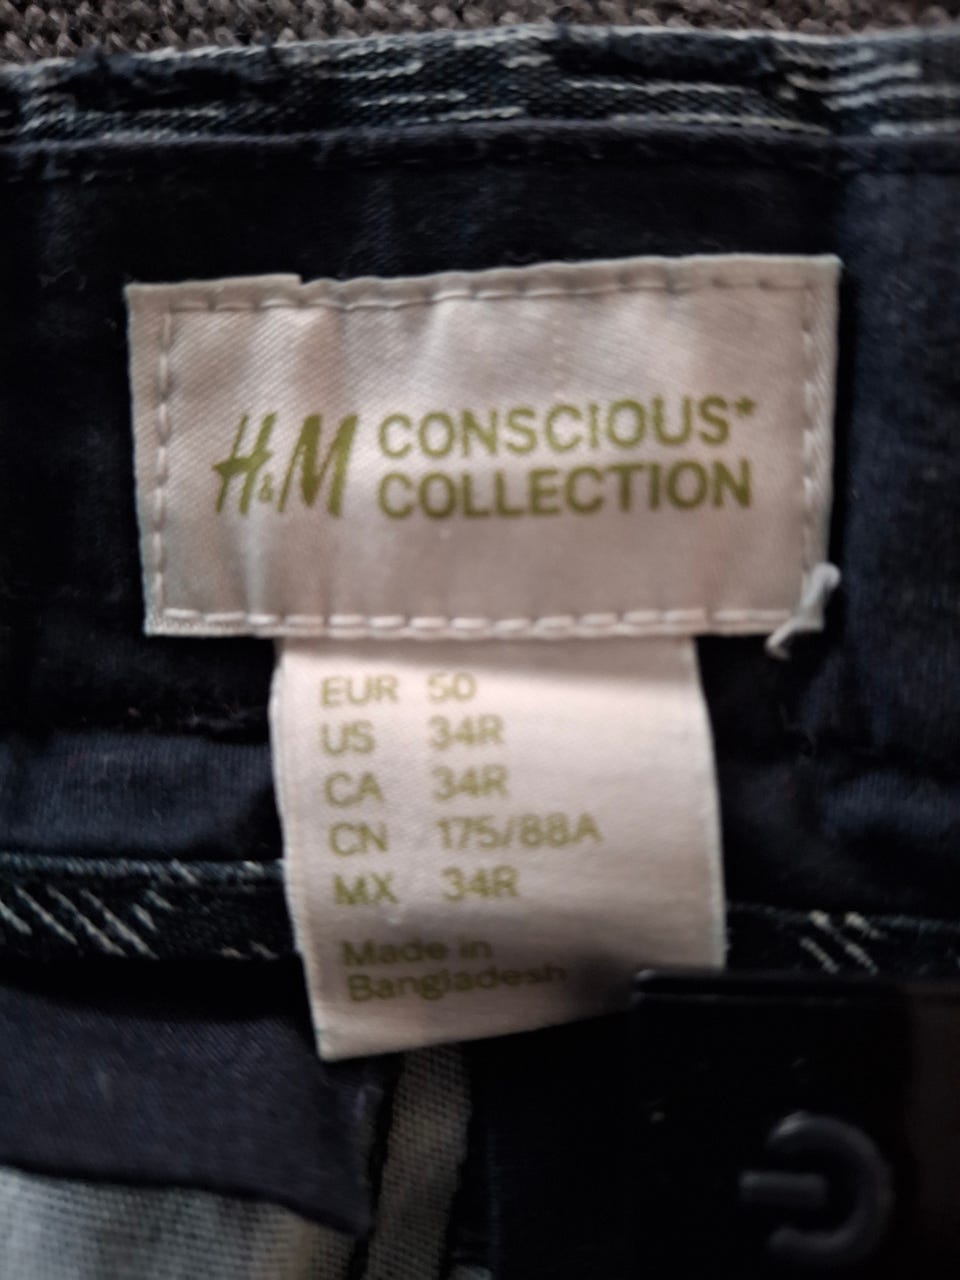 H&M CONSCIOUS*
COLLECTION
EUR 50
US 34R
CA 34R
CN 175/88A
MX 34R
Made in
Bangladesh